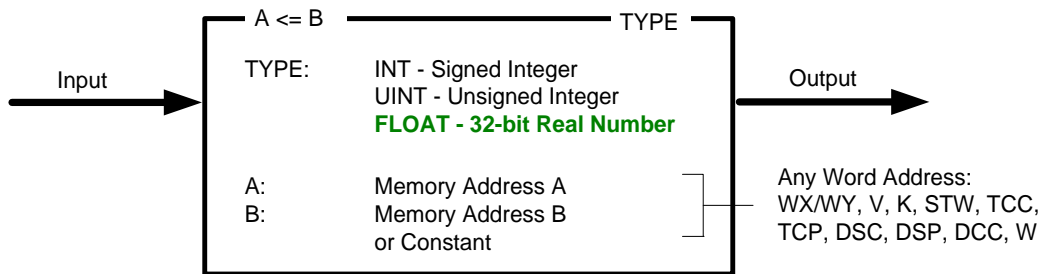 A <= B TYPE
Input
TYPE: INT - Signed Integer
UINT - Unsigned Integer
FLOAT - 32-bit Real Number
Output
A: Memory Address A
B: Memory Address B
or Constant
Any Word Address:
WX/WY, V, K, STW, TCC,
TCP, DSC, DSP, DCC, W